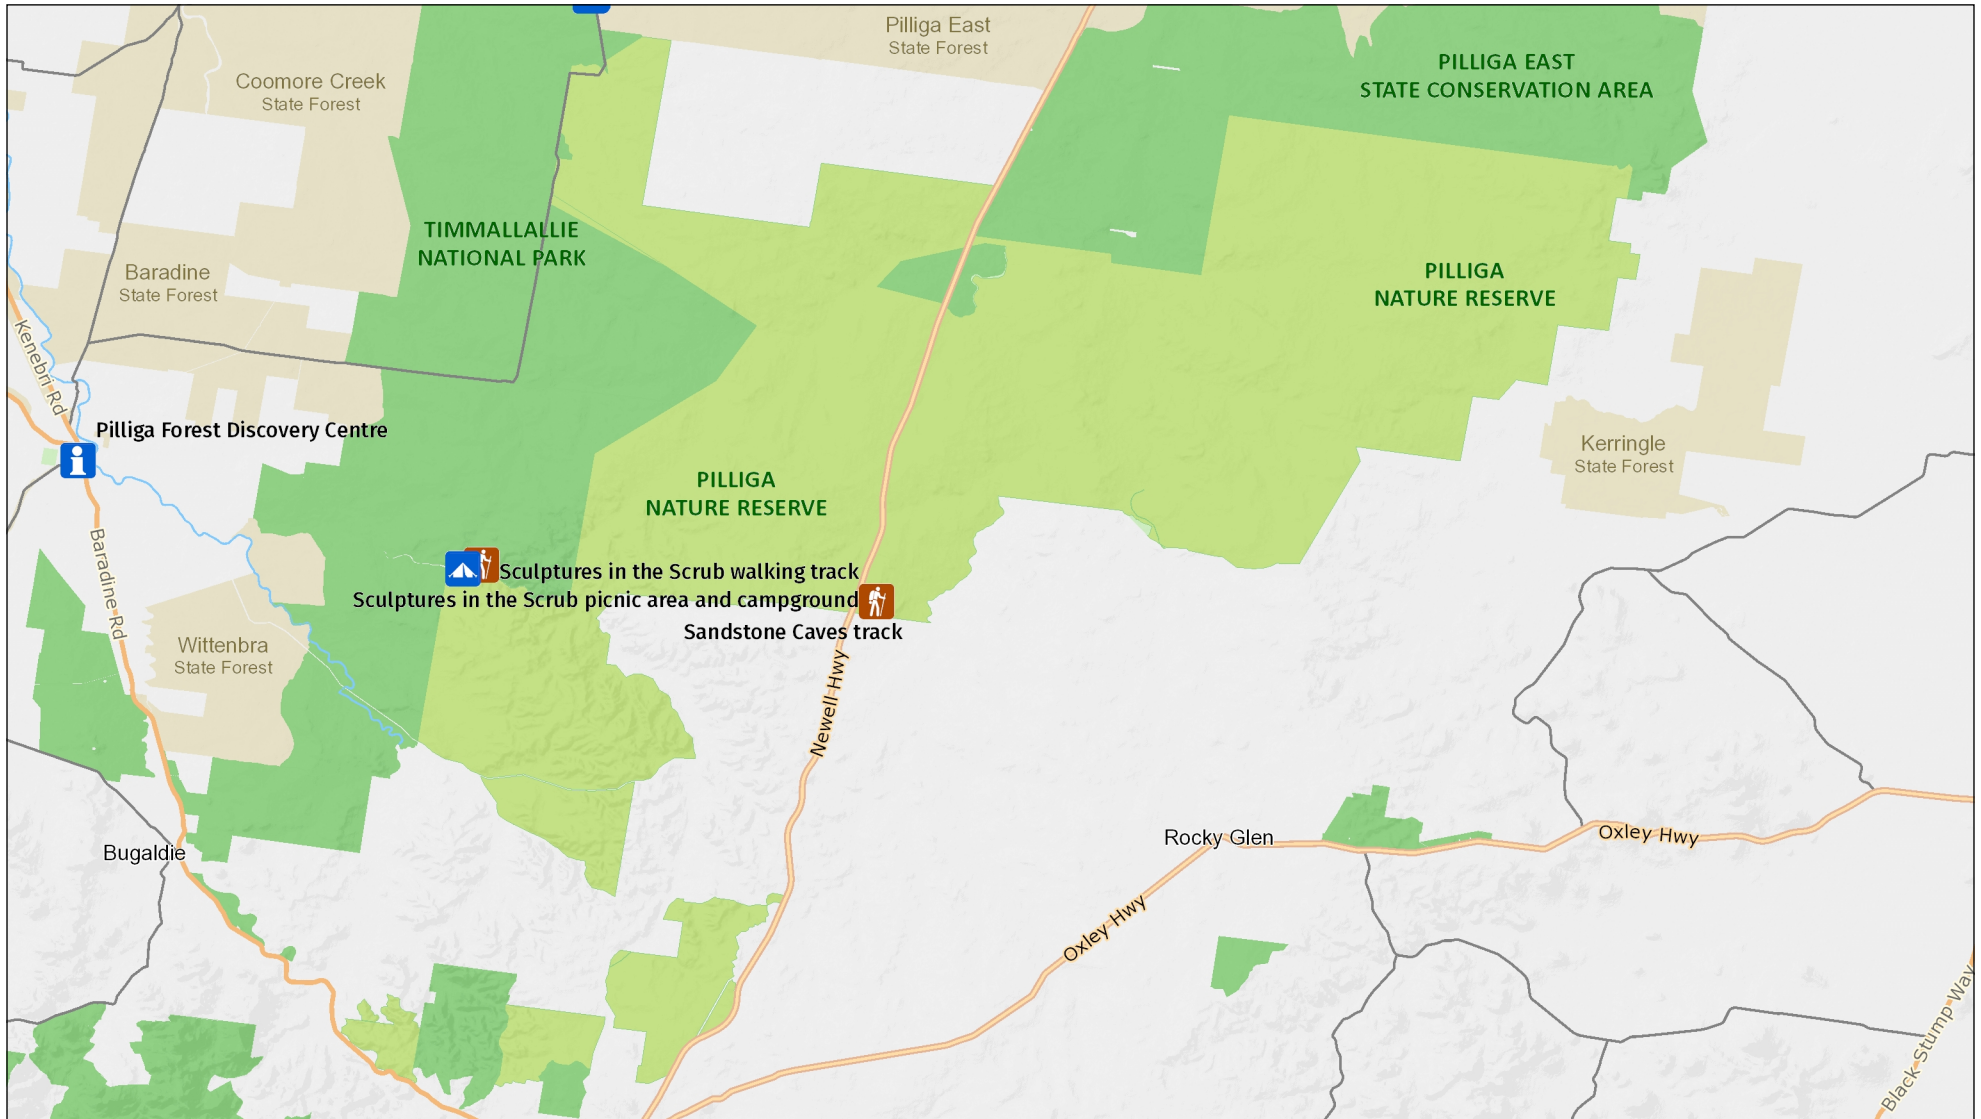 Pilliga East
State Forest
Coomore Creek
State Forest
PILLIGA EAST
STATE CONSERVATION AREA
TIMMALLALLIE
NATIONAL PARK
Baradine
State Forest
PILLIGA
NATURE RESERVE
Kenebri Rd
Pilliga Forest Discovery Centre
Kerringle
State Forest
PILLIGA
NATURE RESERVE
Baradine Rd
Sculptures in the Scrub walking track
Sculptures in the Scrub picnic area and campground
Sandstone Caves track
Wittenbra
State Forest
Newell Hwy
Bugaldie
Rocky Glen
Oxley Hwy
Oxley Hwy
Black Stump Way